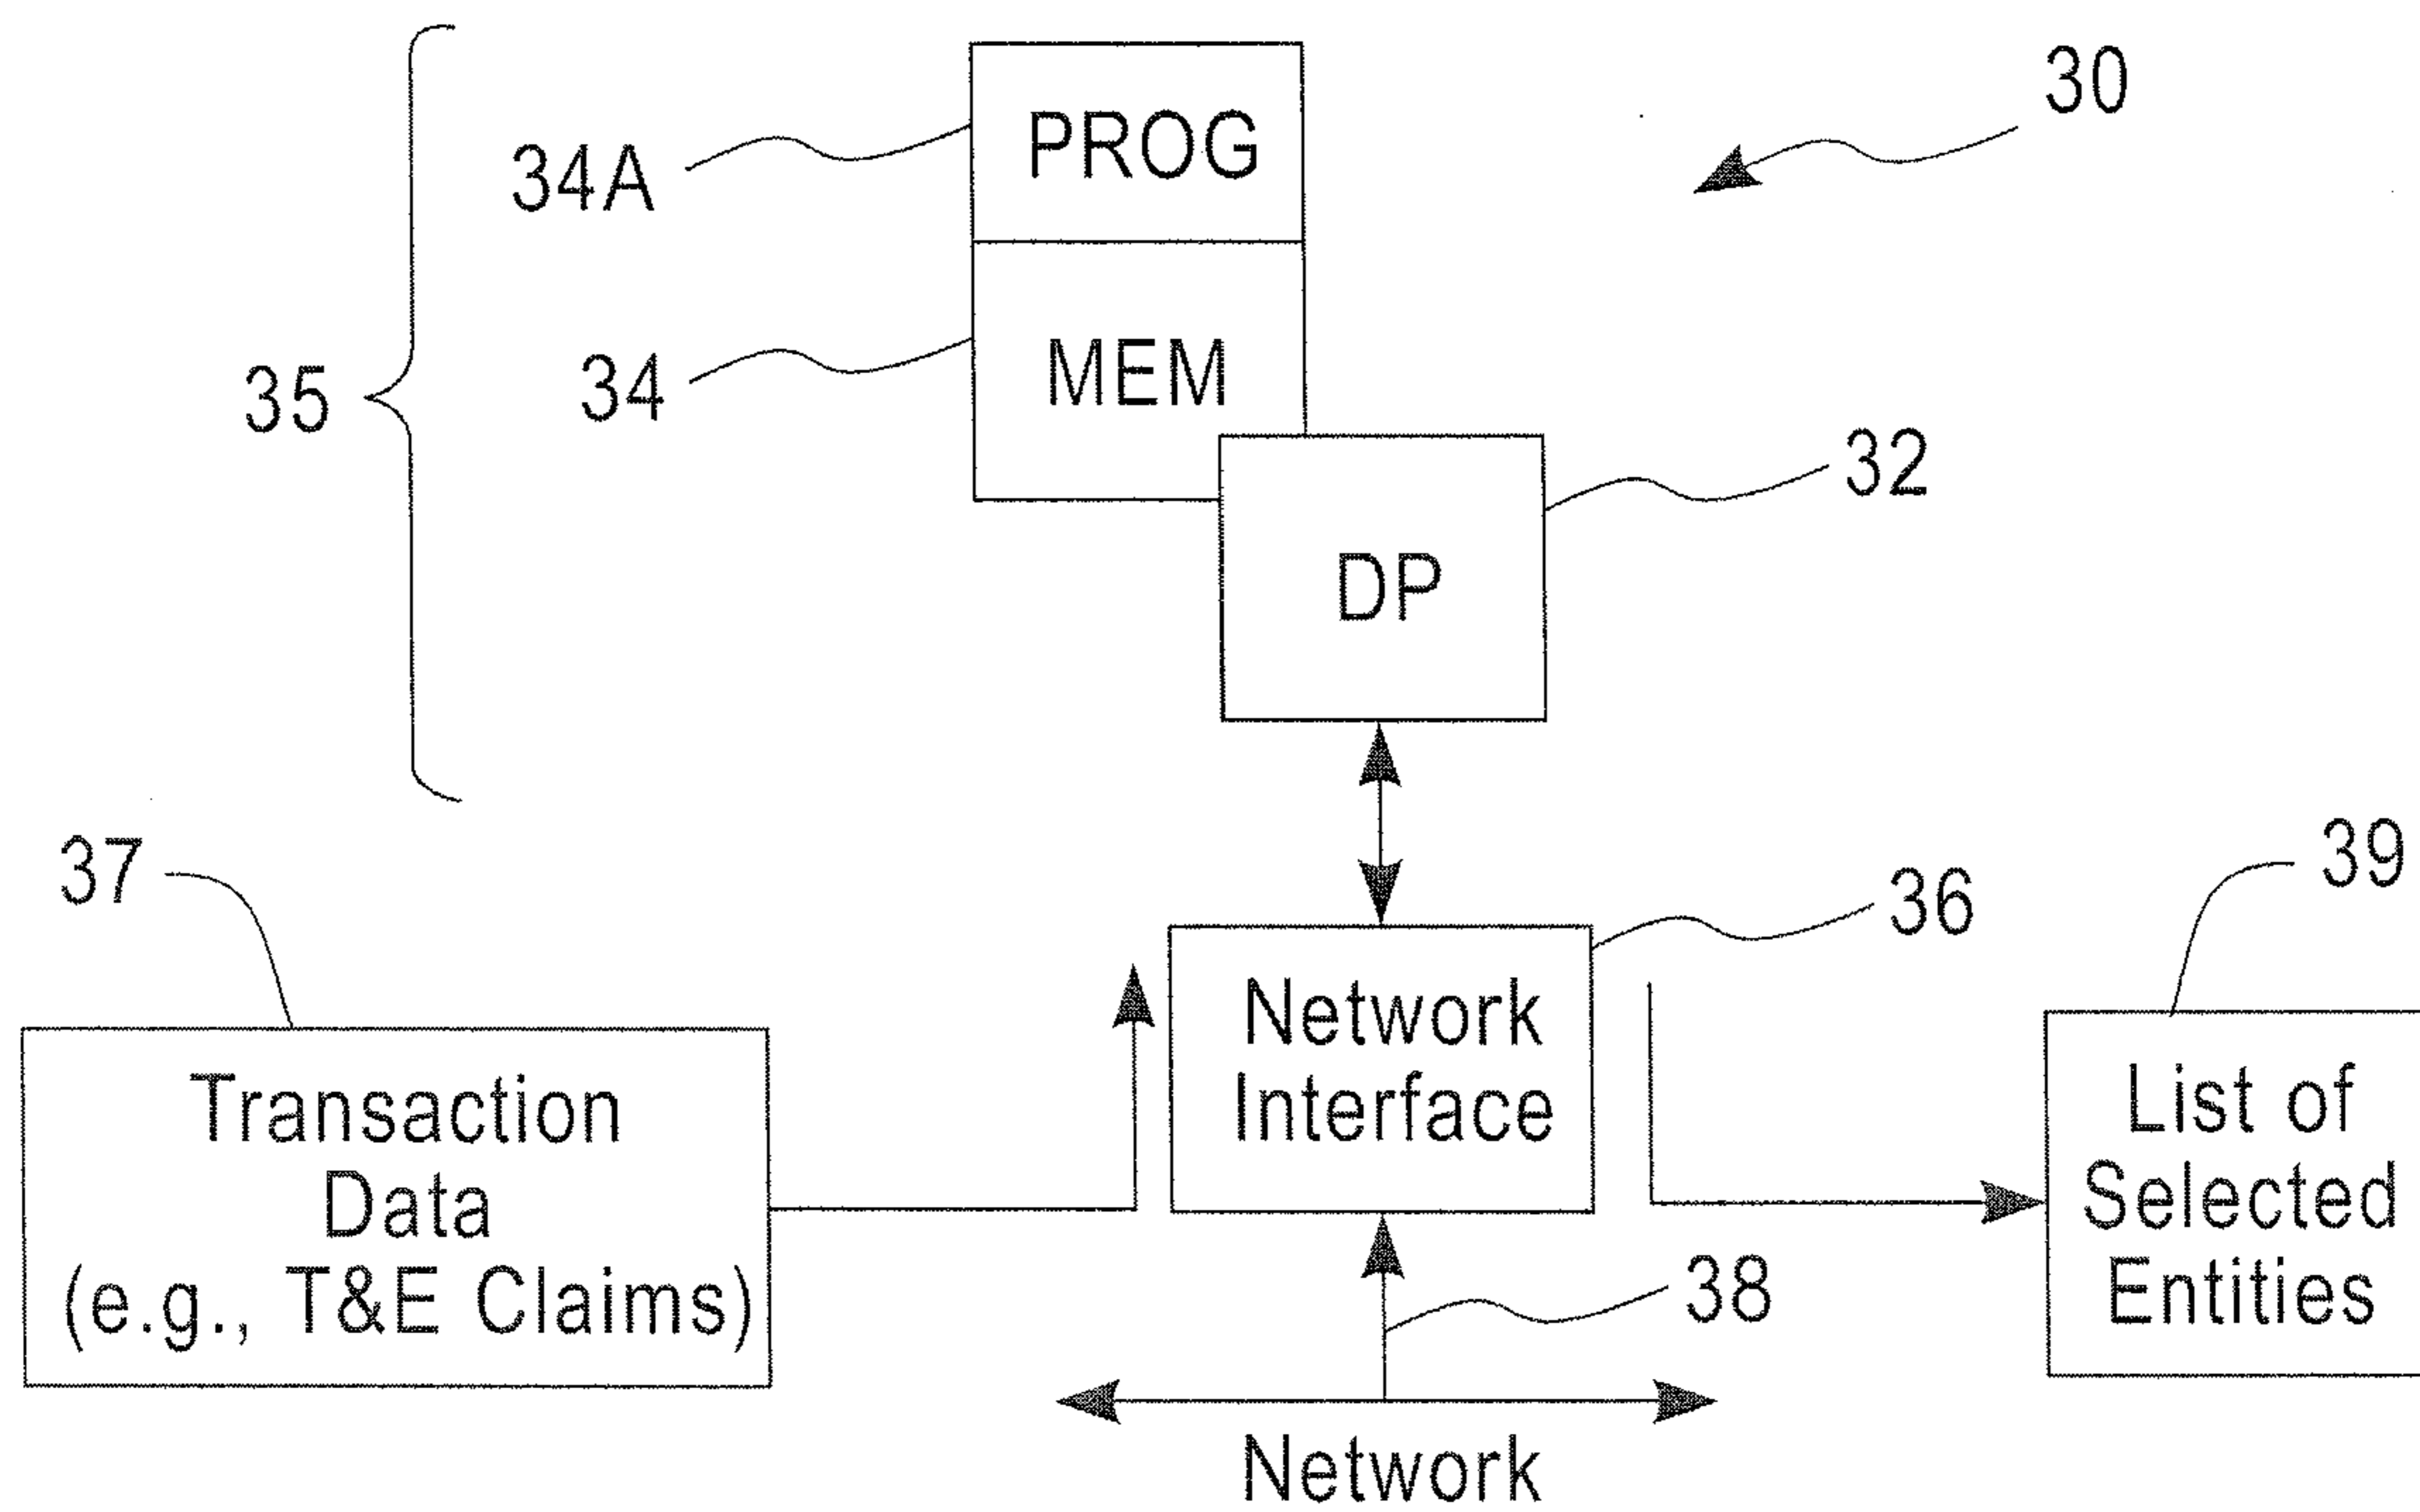 30
PROG
34A
MEM
34
35
32
DP
37
39
36
Network
Interface
Transaction
Data
(e.g., T&E Claims)
List of
Selected
Entities
38
Network